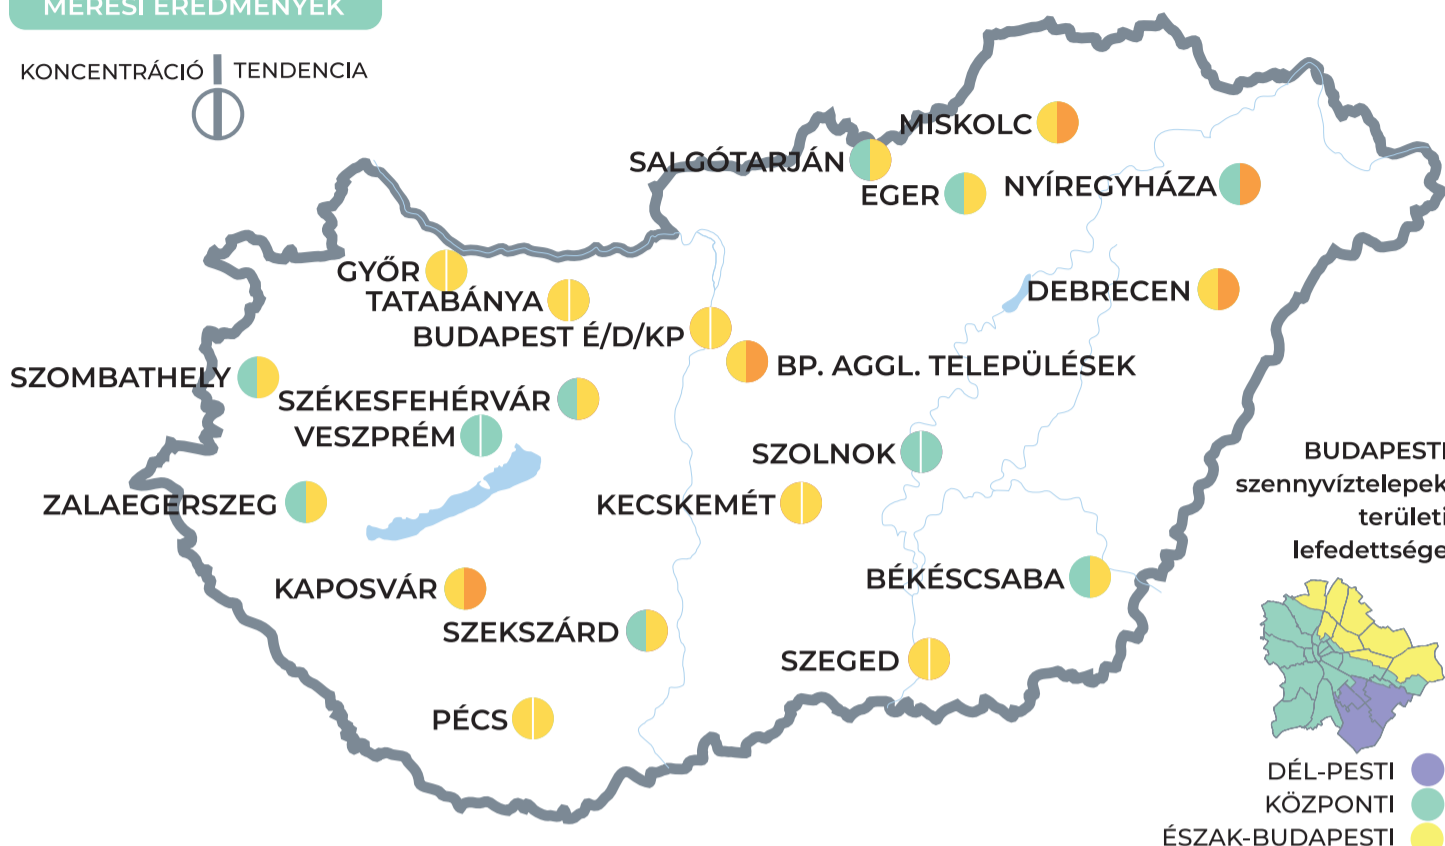 MÉRÉSI EREDMÉNYEK
KONCENTRÁCIÓ TENDENCIA
MISKOLC
SALGÓTARJÁN
EGER
NYÍREGYHÁZA
GYŐR
TATABÁNYA
DEBRECEN
BUDAPEST É/D/KP
BP. AGGL. TELEPÜLÉSEK
SZOMBATHELY
SZÉKESFEHÉRVÁR
VESZPRÉM
SZOLNOK
ZALAEGERSZEG
KECSKEMÉT
BUDAPESTI
szennyvíztelepek
területi
lefedettsége
KAPOSVÁR
BÉKÉSCSABA
SZEKSZÁRD
SZEGED
PÉCS
DÉL-PESTI
KÖZPONTI
ÉSZAK-BUDAPESTI